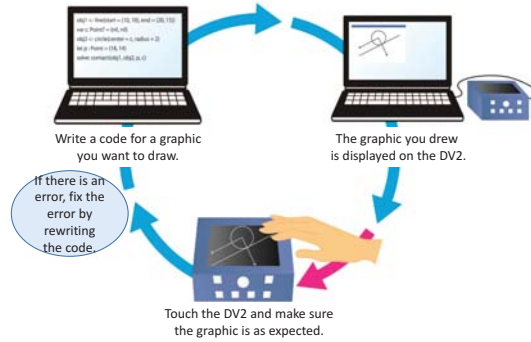 obj1 <- line(start = (10, 10), end = (20, 15))
var c: Point? = (nil, nil)
obj2 <- circle(center = c, radius = 2)
let p : Point = (18, 14)
solve contact(obj1, obj2, p, c)
Write a code for a graphic
you want to draw.
The graphic you drew
is displayed on the DV2.
If there is an
error, fix the
error by
rewriting
the code.
Touch the DV2 and make sure
the graphic is as expected.